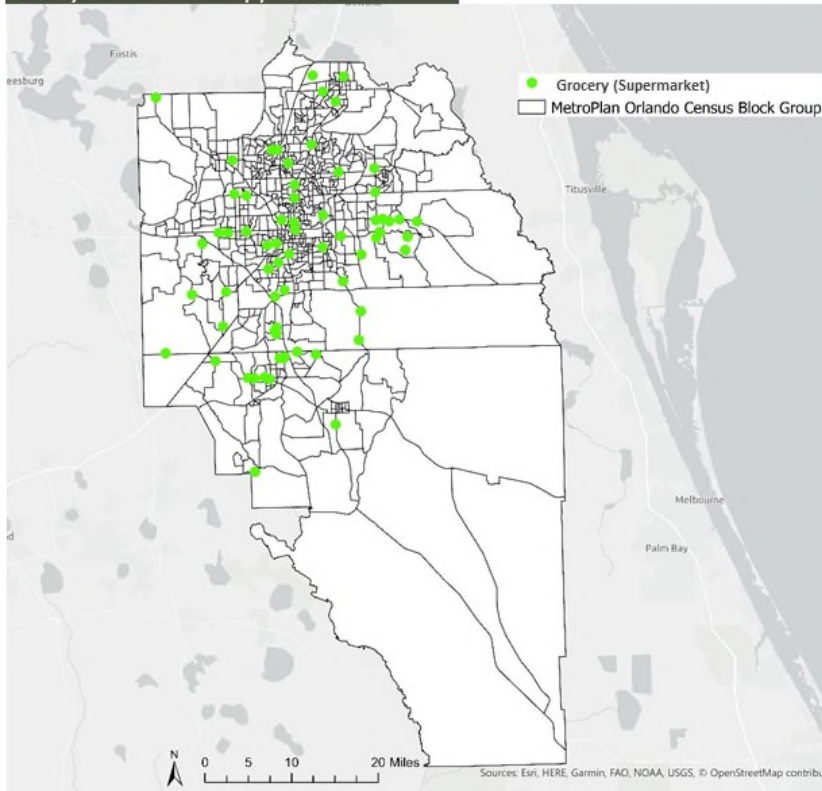 Eustis
eesburg
Grocery (Supermarket)
MetroPlan Orlando Census Block Group
Titusville
Melbourne
Palm Bay
d
N
0 5 10 20 Miles
Sources: Esri, HERE, Garmin, FAO, NOAA, USGS, © OpenStreetMap contribu